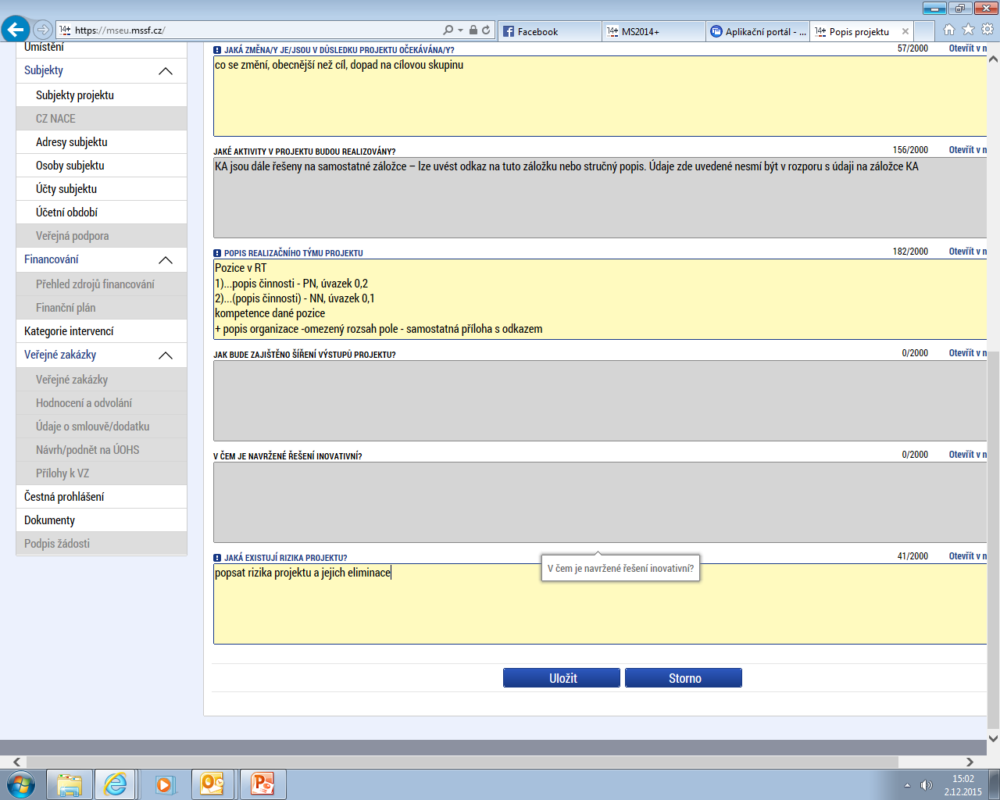 https://mseu.mssf.cz/
Facebook
MS2014+
Aplikační portál - ...
Popis projektu
Umístění
Subjekty
Subjekty projektu
CZ NACE
Adresy subjektu
Osoby subjektu
Účty subjektu
Účetní období
Veřejná podpora
Financování
Přehled zdrojů financování
Finanční plán
Kategorie intervencí
Veřejné zakázky
Veřejné zakázky
Hodnocení a odvolání
Údaje o smlouvě/dodatku
Návrh/podnět na ÚOHS
Přílohy k VZ
Čestná prohlášení
Dokumenty
Podpis žádosti
JAKÁ ZMĚNA/Y JE/JSOU V DŮSLEDKU PROJEKTU OČEKÁVÁNA/Y? 57/2000 Otevřít v n
co se změní, obecnější než cíl, dopad na cílovou skupinu
JAKÉ AKTIVITY V PROJEKTU BUDOU REALIZOVÁNY? 156/2000 Otevřít v n
KA jsou dále řešeny na samostatné záložce – lze uvést odkaz na tuto záložku nebo stručný popis. Údaje zde uvedené nesmí být v rozporu s údaji na záložce KA
POPIS REALIZAČNÍHO TÝMU PROJEKTU 182/2000 Otevřít v n
Pozice v RT
1)...popis činnosti - PN, úvazek 0,2
2)...(popis činnosti) - NN, úvazek 0,1
kompetence dané pozice
+ popis organizace -omezený rozsah pole - samostatná příloha s odkazem
JAK BUDE ZAJIŠTĚNO ŠÍŘENÍ VÝSTUPŮ PROJEKTU? 0/2000 Otevřít v n
V ČEM JE NAVRŽENÉ ŘEŠENÍ INOVATIVNÍ? 0/2000 Otevřít v n
JAKÁ EXISTUJÍ RIZIKA PROJEKTU? 41/2000 Otevřít v n
V čem je navržené řešení inovativní?
popsat rizika projektu a jejich eliminace
Uložit Storno
15:02
2.12.2015